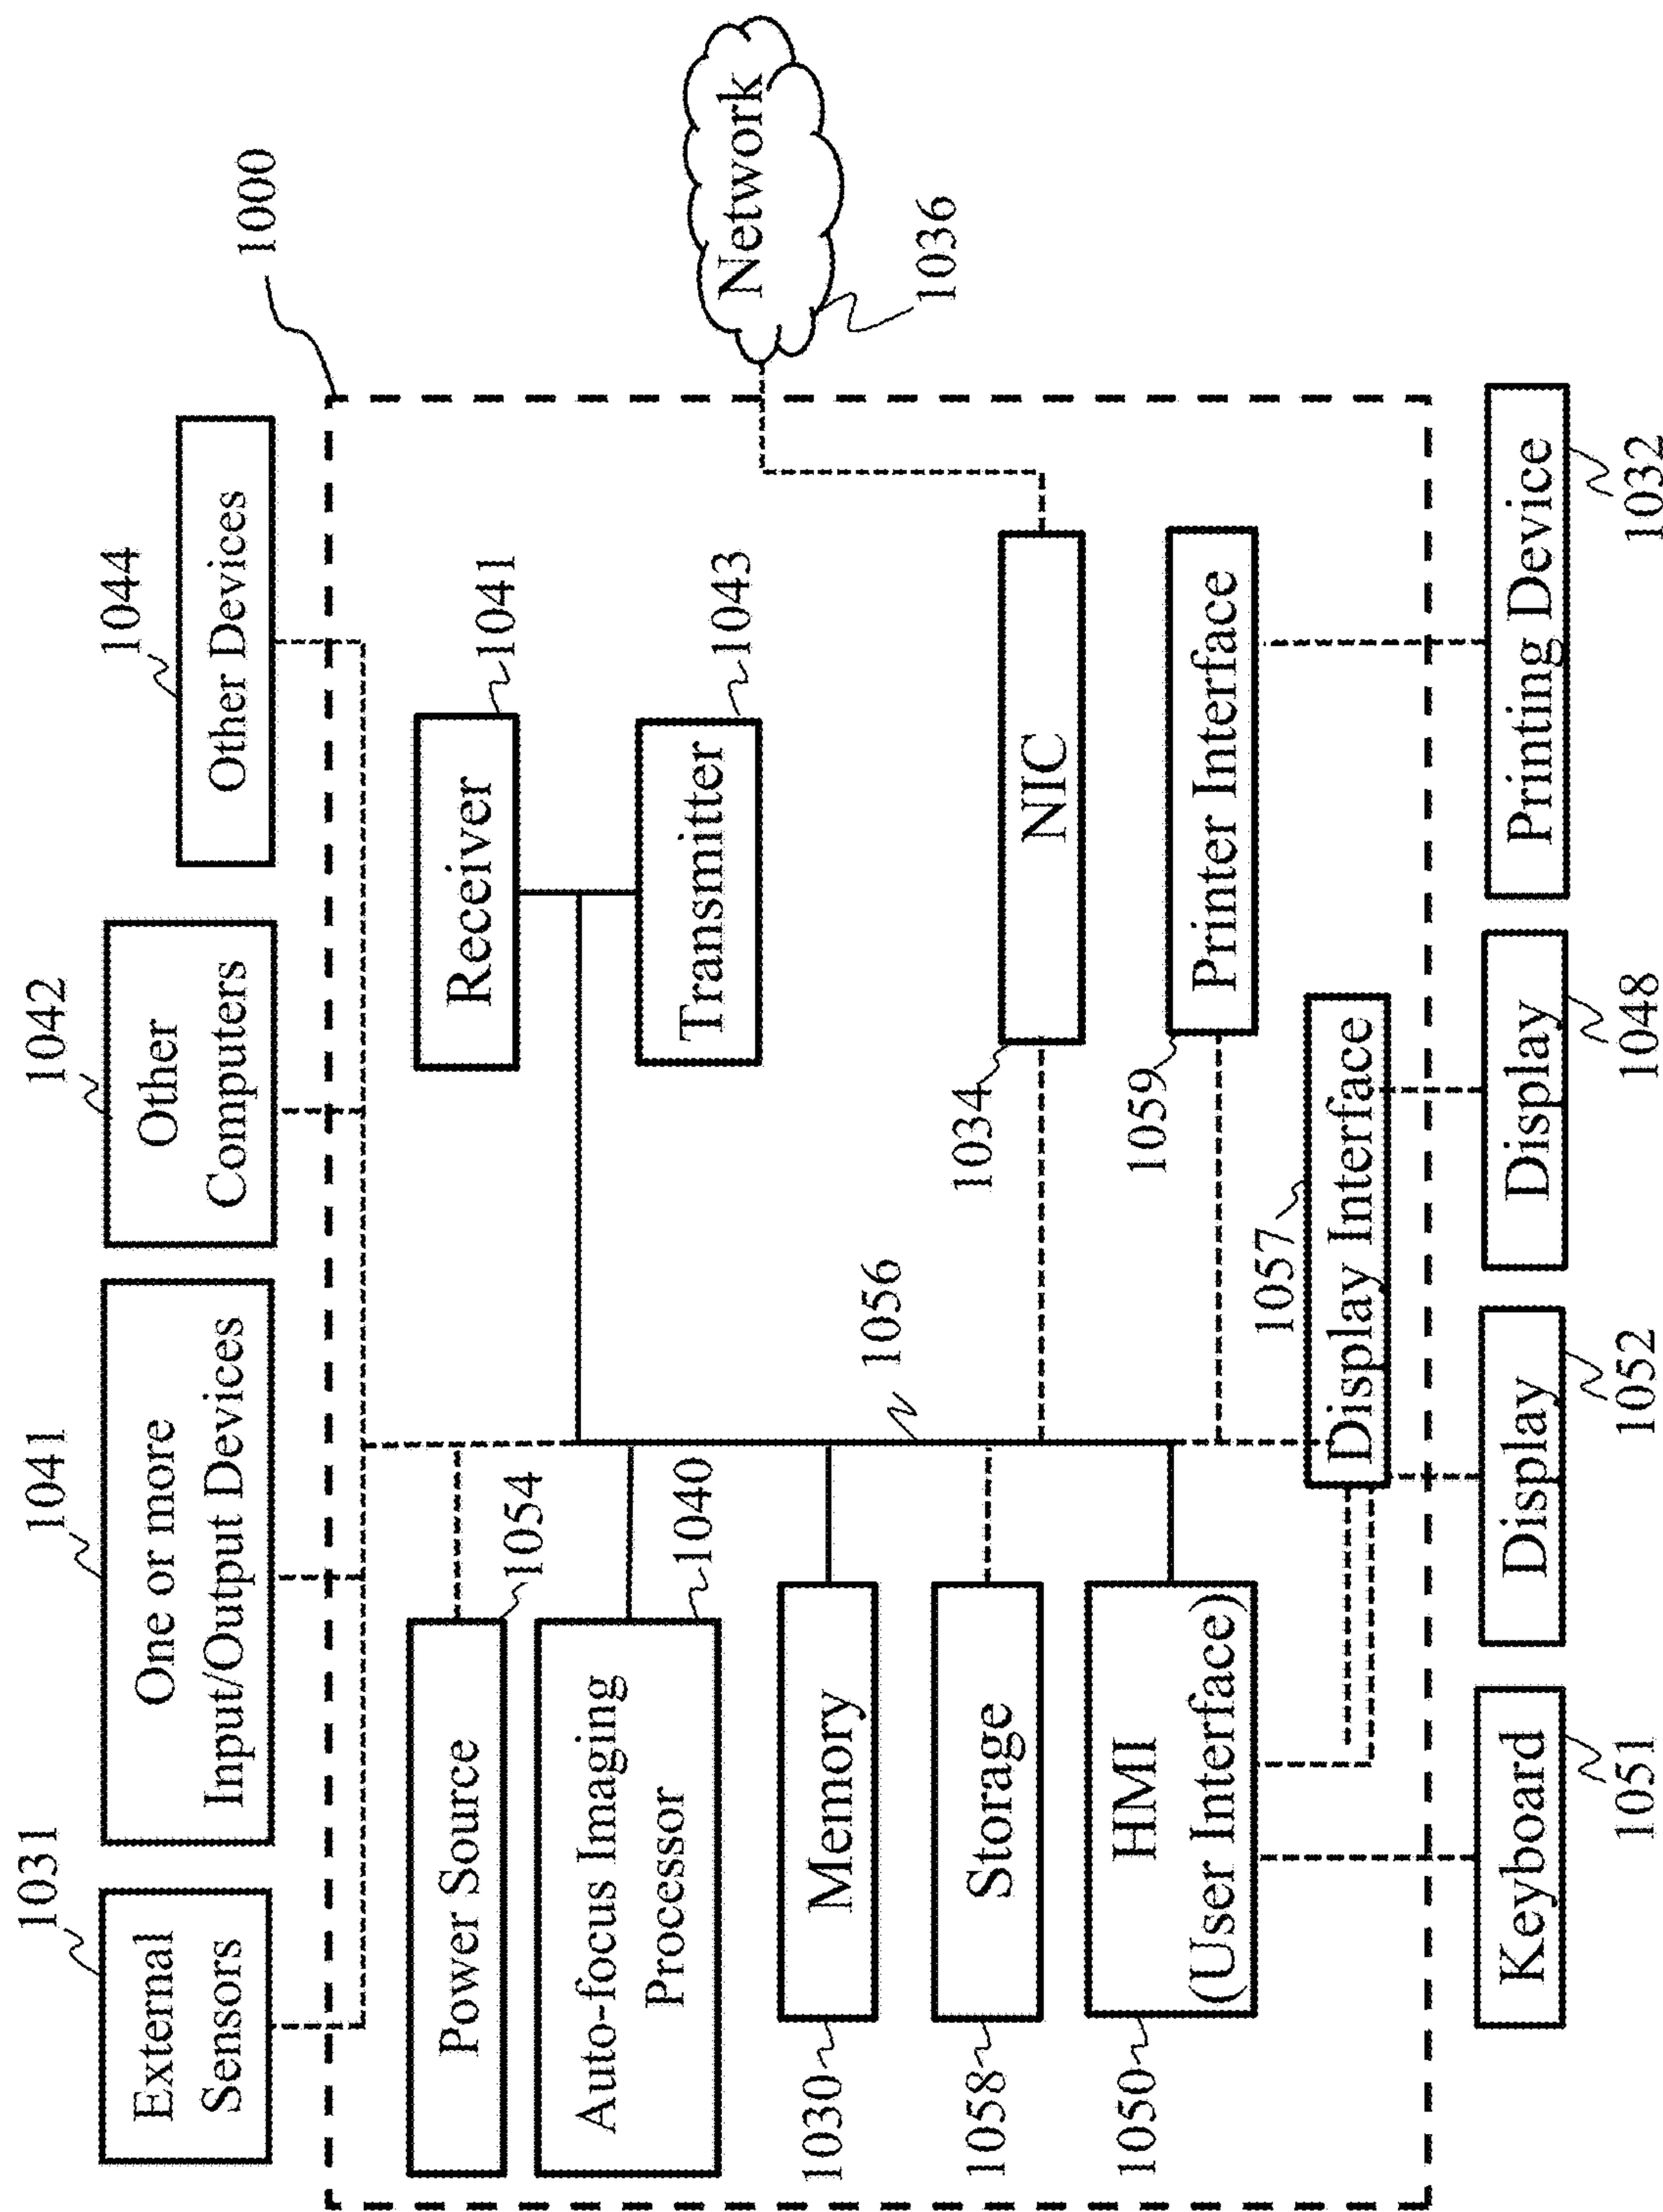 1031
External
Sensors
1041
One or more
Input/Output Devices
1042
Other
Computers
1044
Other Devices
1000
Power Source
1054
Auto-focus Imaging
Processor
1040
Receiver
1041
Transmitter
1043
Network
1036
1030
Memory
1056
1058
Storage
1034
NIC
1050
HMI
(User Interface)
1059
Printer Interface
1057
Display Interface
Keyboard
1051
Display
1052
Display
1048
Printing Device
1032